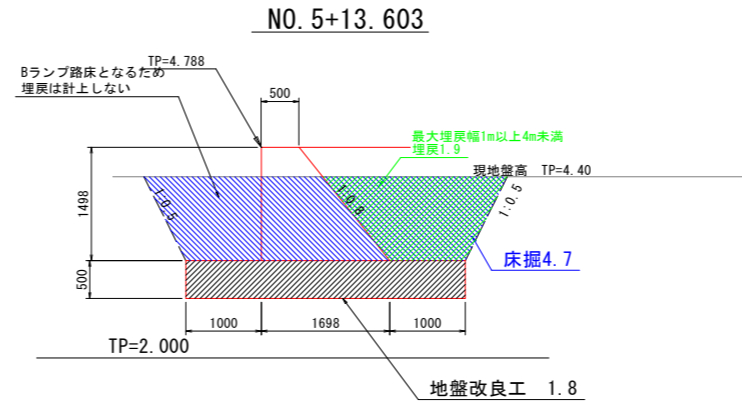 NO.5+13.603
Bランプ路床となるため
埋戻は計上しない
TP=4.788
500
最大埋戻幅1m以上4m未満
埋戻1.9
現地盤高 TP=4.40
1498
1:0.5
1:0.8
1:0.5
床掘4.7
500
1000
1698
1000
TP=2.000
地盤改良工 1.8